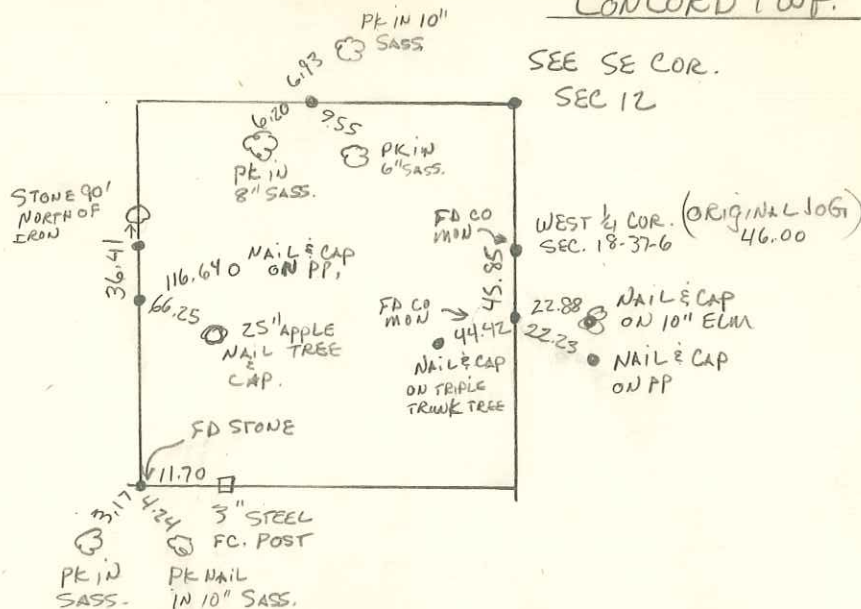 CONCORD TWP.
PK IN 10"
SASS
SEE SE COR.
SEC 12
6.93
6.20
9.55
PK IN
8" SASS.
PK IN
6" SASS.
STONE 90'
NORTH OF
IRON
36.41
116.64
NAIL & CAP
ON PP,
66.25
25" APPLE
NAIL TREE
&
CAP.
FD CO
MON
WEST 1/4 COR. (ORIGINAL JOG)
SEC. 18-37-6 46.00
45.85
FD CO
MON
44.42
NAIL & CAP
ON TRIPLE
TRUNK TREE
22.88
NAIL & CAP
ON 10" ELM
22.23
NAIL & CAP
ON PP
FD STONE
11.70
3" STEEL
FC. POST
3.17
4.24
PK IN
SASS.
PK NAIL
IN 10" SASS.